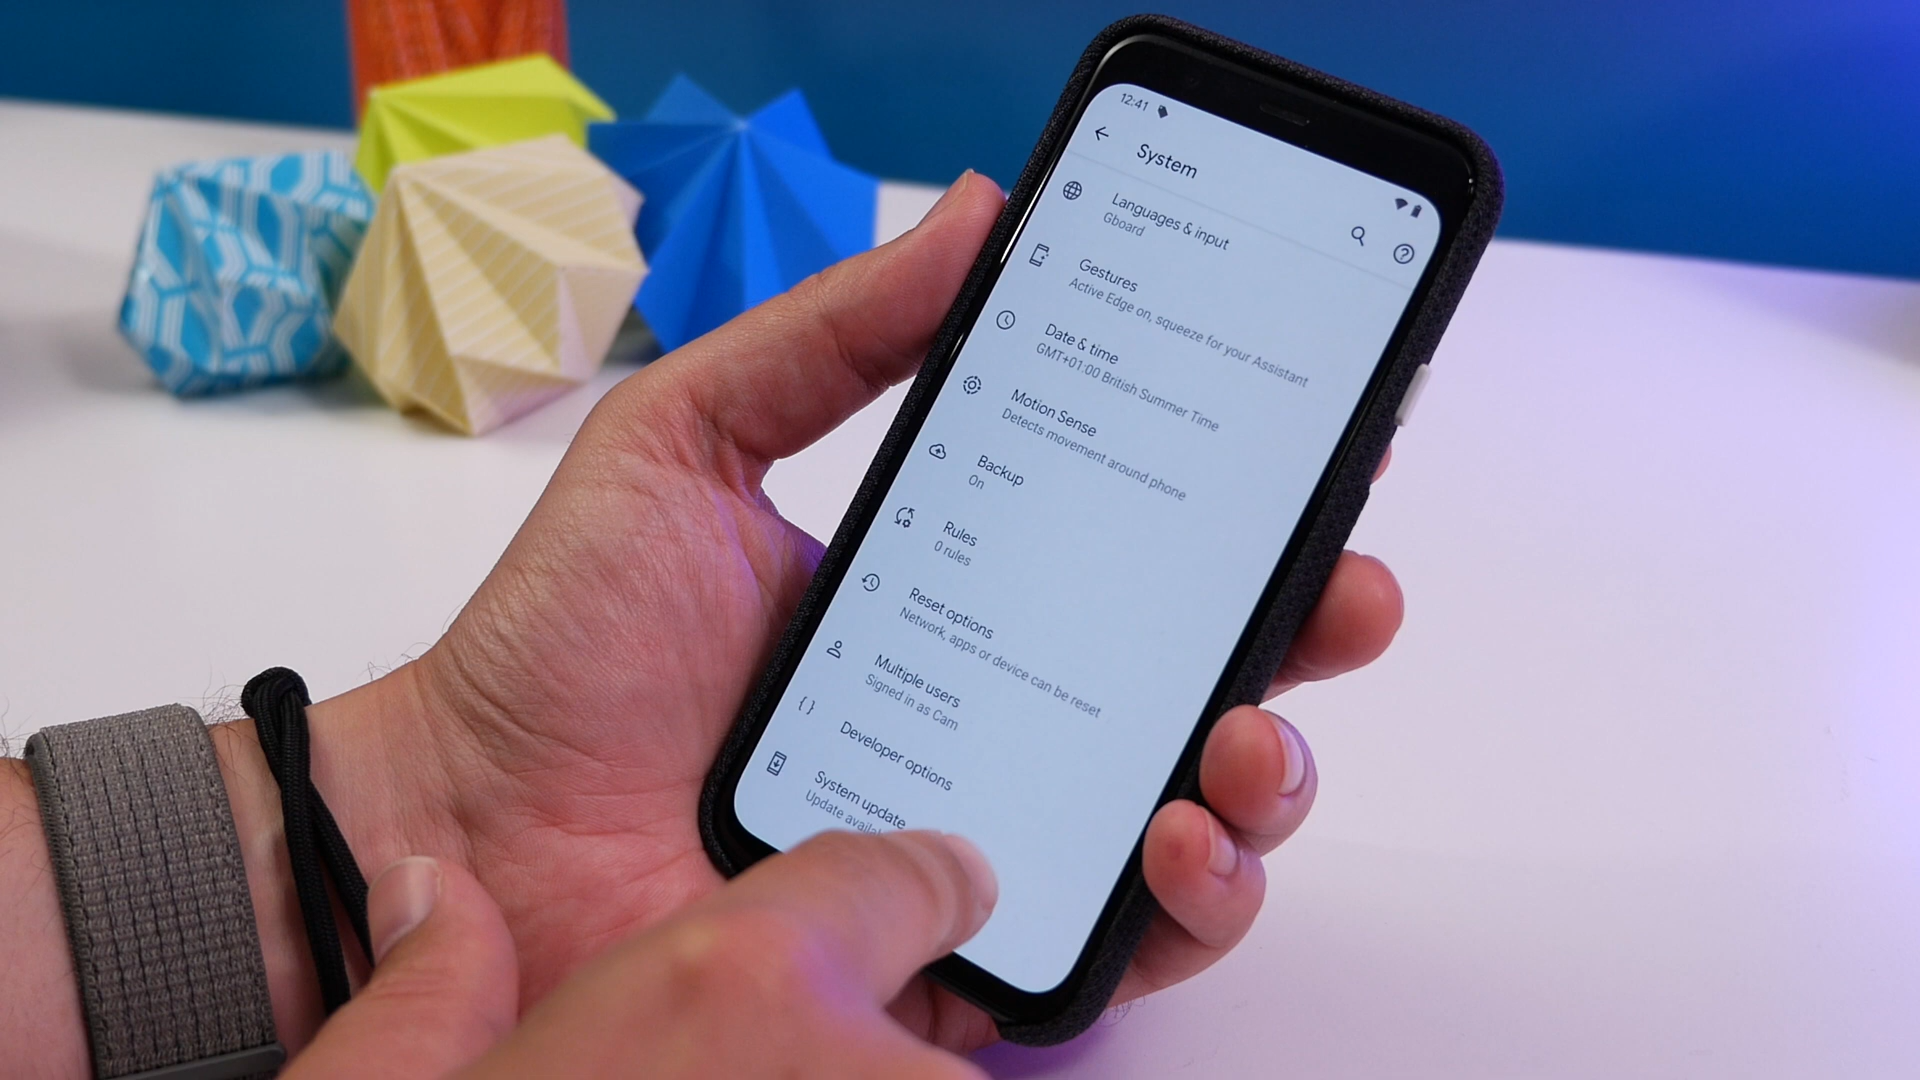 12:41
System
Languages & input
Gboard
Gestures
Active Edge on, squeeze for your Assistant
Date & time
GMT+01:00 British Summer Time
Motion Sense
Detects movement around phone
Backup
On
Rules
0 rules
Reset options
Network, apps or device can be reset
Multiple users
Signed in as Cam
Developer options
System update
Update